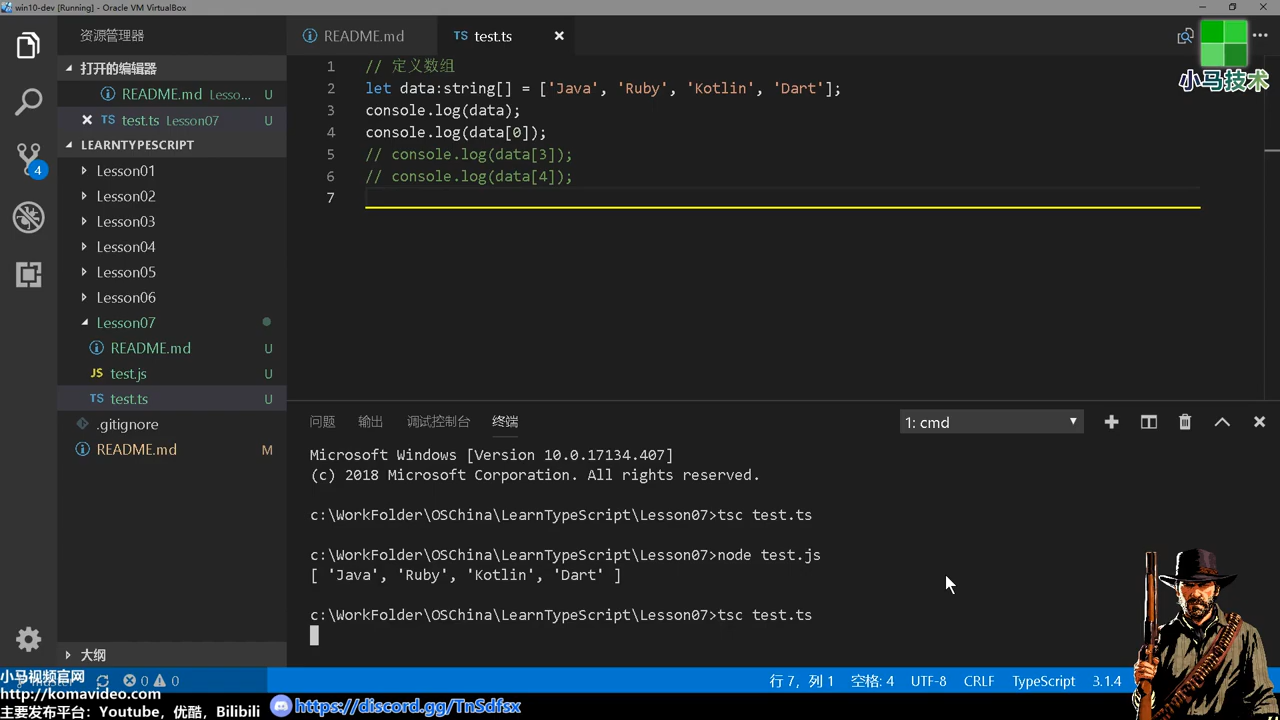 win10-dev [Running] - Oracle VM VirtualBox
资源管理器
README.md
TS test.ts
小马技术
打开的编辑器
README.md Lesso... U
TS test.ts Lesson07 U
LEARNTYPESCRIPT
Lesson01
Lesson02
Lesson03
Lesson04
Lesson05
Lesson06
Lesson07
README.md U
JS test.js U
TS test.ts U
.gitignore
README.md M
大纲
4
1 // 定义数组
2 let data:string[] = ['Java', 'Ruby', 'Kotlin', 'Dart'];
3 console.log(data);
4 console.log(data[0]);
5 // console.log(data[3]);
6 // console.log(data[4]);
7
问题 输出 调试控制台 终端
1: cmd
Microsoft Windows [Version 10.0.17134.407]
(c) 2018 Microsoft Corporation. All rights reserved.
c:\WorkFolder\OSChina\LearnTypeScript\Lesson07>tsc test.ts
c:\WorkFolder\OSChina\LearnTypeScript\Lesson07>node test.js
[ 'Java', 'Ruby', 'Kotlin', 'Dart' ]
c:\WorkFolder\OSChina\LearnTypeScript\Lesson07>tsc test.ts
小马视频官网
http://komavideo.com
主要发布平台：Youtube，优酷，Bilibili
https://discord.gg/TnSdfsx
0 0
行 7，列 1 空格: 4 UTF-8 CRLF TypeScript 3.1.4